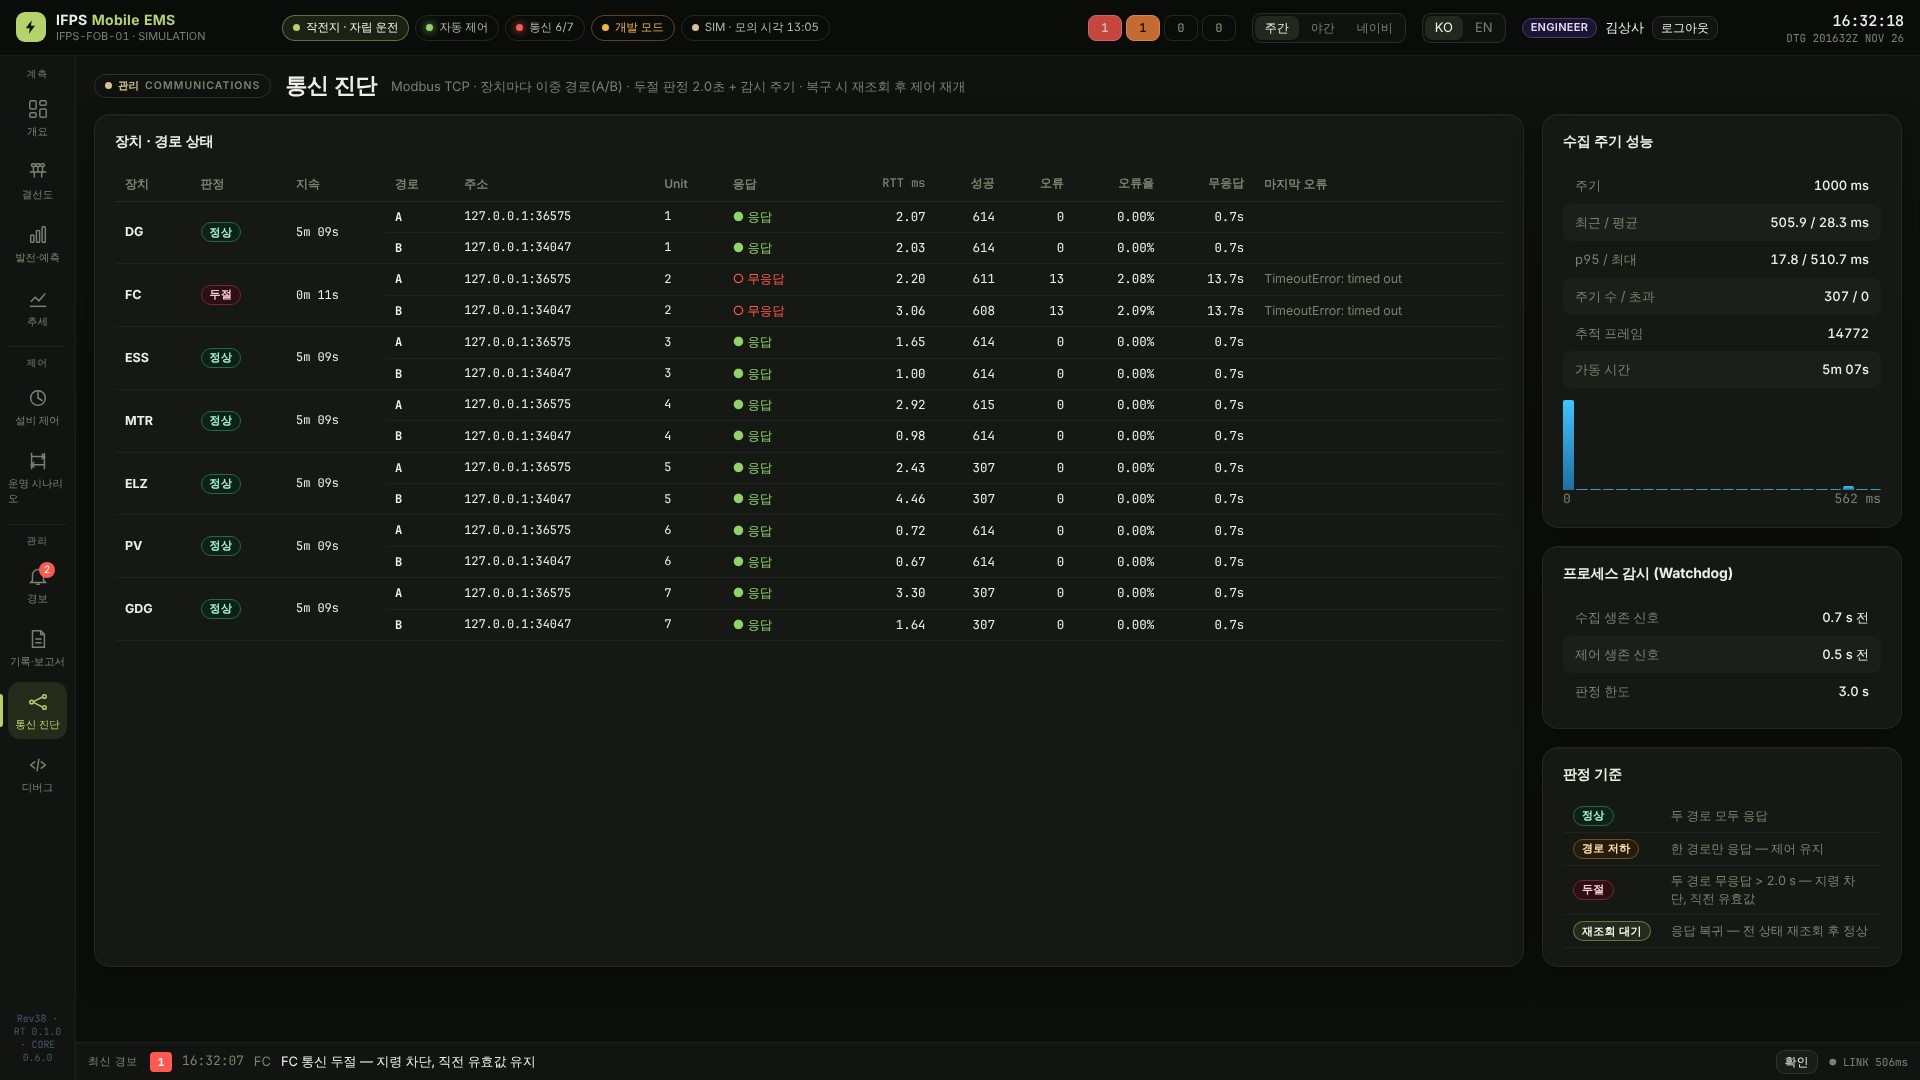 IFPS Mobile EMS
IFPS-FOB-01 · SIMULATION
작전지 · 자립 운전
자동 제어
통신 6/7
개발 모드
SIM · 모의 시각 13:05
1 1 0 0
주간 야간 네이비
KO EN
ENGINEER 김상사 로그아웃
16:32:18
DTG 201632Z NOV 26
계측
개요
결선도
발전·예측
추세
제어
설비 제어
운영 시나리
오
관리
2
경보
기록·보고서
통신 진단
디버그
Rev38 ·
RT 0.1.0
· CORE
0.6.0
관리 COMMUNICATIONS
통신 진단
Modbus TCP · 장치마다 이중 경로(A/B) · 두절 판정 2.0초 + 감시 주기 · 복구 시 재조회 후 제어 재개
장치 · 경로 상태
장치 판정 지속 경로 주소 Unit 응답 RTT ms 성공 오류 오류율 무응답 마지막 오류
DG 정상 5m 09s
A 127.0.0.1:36575 1 응답 2.07 614 0 0.00% 0.7s
B 127.0.0.1:34047 1 응답 2.03 614 0 0.00% 0.7s
FC 두절 0m 11s
A 127.0.0.1:36575 2 무응답 2.20 611 13 2.08% 13.7s TimeoutError: timed out
B 127.0.0.1:34047 2 무응답 3.06 608 13 2.09% 13.7s TimeoutError: timed out
ESS 정상 5m 09s
A 127.0.0.1:36575 3 응답 1.65 614 0 0.00% 0.7s
B 127.0.0.1:34047 3 응답 1.00 614 0 0.00% 0.7s
MTR 정상 5m 09s
A 127.0.0.1:36575 4 응답 2.92 615 0 0.00% 0.7s
B 127.0.0.1:34047 4 응답 0.98 614 0 0.00% 0.7s
ELZ 정상 5m 09s
A 127.0.0.1:36575 5 응답 2.43 307 0 0.00% 0.7s
B 127.0.0.1:34047 5 응답 4.46 307 0 0.00% 0.7s
PV 정상 5m 09s
A 127.0.0.1:36575 6 응답 0.72 614 0 0.00% 0.7s
B 127.0.0.1:34047 6 응답 0.67 614 0 0.00% 0.7s
GDG 정상 5m 09s
A 127.0.0.1:36575 7 응답 3.30 307 0 0.00% 0.7s
B 127.0.0.1:34047 7 응답 1.64 307 0 0.00% 0.7s
수집 주기 성능
주기 1000 ms
최근 / 평균 505.9 / 28.3 ms
p95 / 최대 17.8 / 510.7 ms
주기 수 / 초과 307 / 0
추적 프레임 14772
가동 시간 5m 07s
0 562 ms
프로세스 감시 (Watchdog)
수집 생존 신호 0.7 s 전
제어 생존 신호 0.5 s 전
판정 한도 3.0 s
판정 기준
정상 두 경로 모두 응답
경로 저하 한 경로만 응답 — 제어 유지
두절 두 경로 무응답 > 2.0 s — 지령 차
단, 직전 유효값
재조회 대기 응답 복귀 — 전 상태 재조회 후 정상
최신 경보 1 16:32:07 FC FC 통신 두절 — 지령 차단, 직전 유효값 유지
확인 LINK 506ms